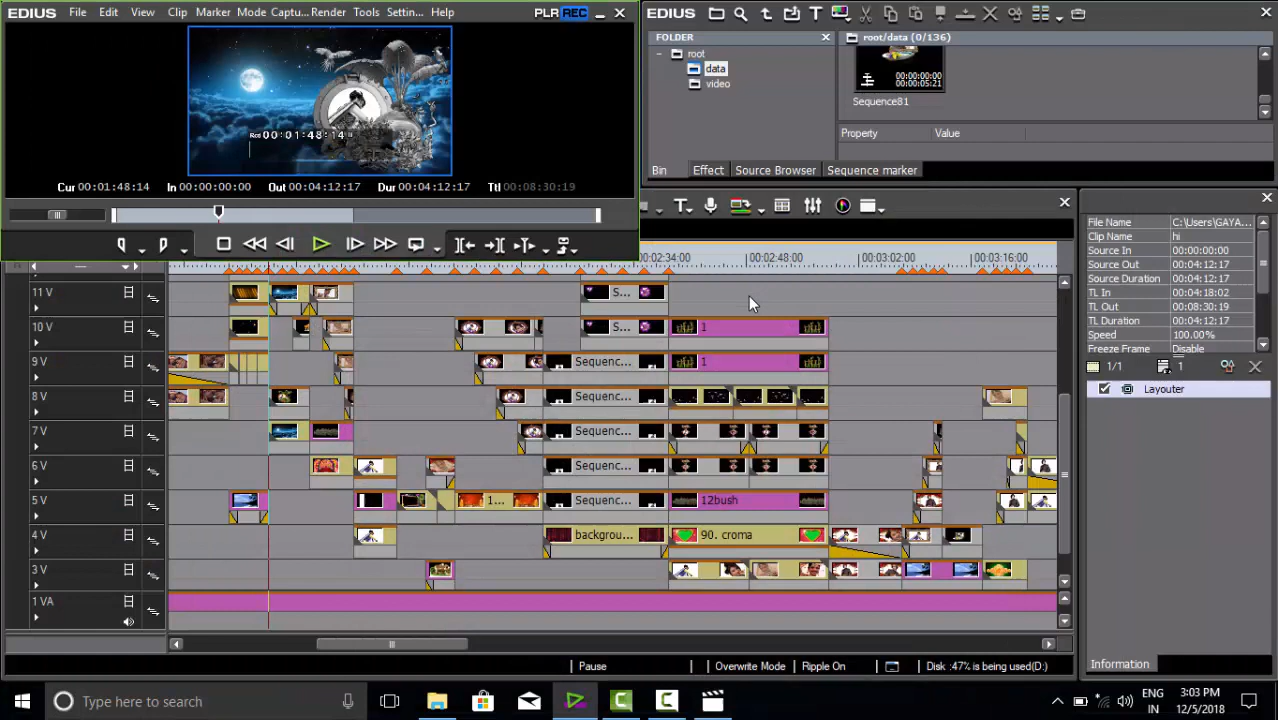 File Edit View Clip Marker Mode Captu... Render Tools Settin... Help PLR REC
00:01:48:14
Cur 00:01:48:14 In 00:00:00:00 Out 00:04:12:17 Dur 00:04:12:17 Ttl 00:08:30:19
EDIUS
FOLDER
root
data
video
root/data (0/136)
00:00:00:00
00:00:05:21
Sequence81
Property Value
Bin Effect Source Browser Sequence marker
00:02:34:00 00:02:48:00 00:03:02:00 00:03:16:00
11 V S...
10 V S... 1
9 V Sequenc... 1
8 V Sequenc...
7 V Sequenc...
6 V Sequenc...
5 V 1... Sequenc... 12bush
4 V backgrou... 90. croma
3 V
1 VA
File Name C:\Users\GAYA...
Clip Name hi
Source In 00:00:00:00
Source Out 00:04:12:17
Source Duration 00:04:12:17
TL In 00:04:18:02
TL Out 00:08:30:19
TL Duration 00:04:12:17
Speed 100.00%
Freeze Frame Disable
1/1 1
Layouter
Information
Pause Overwrite Mode Ripple On Disk :47% is being used(D:)
Type here to search
ENG
IN
3:03 PM
12/5/2018